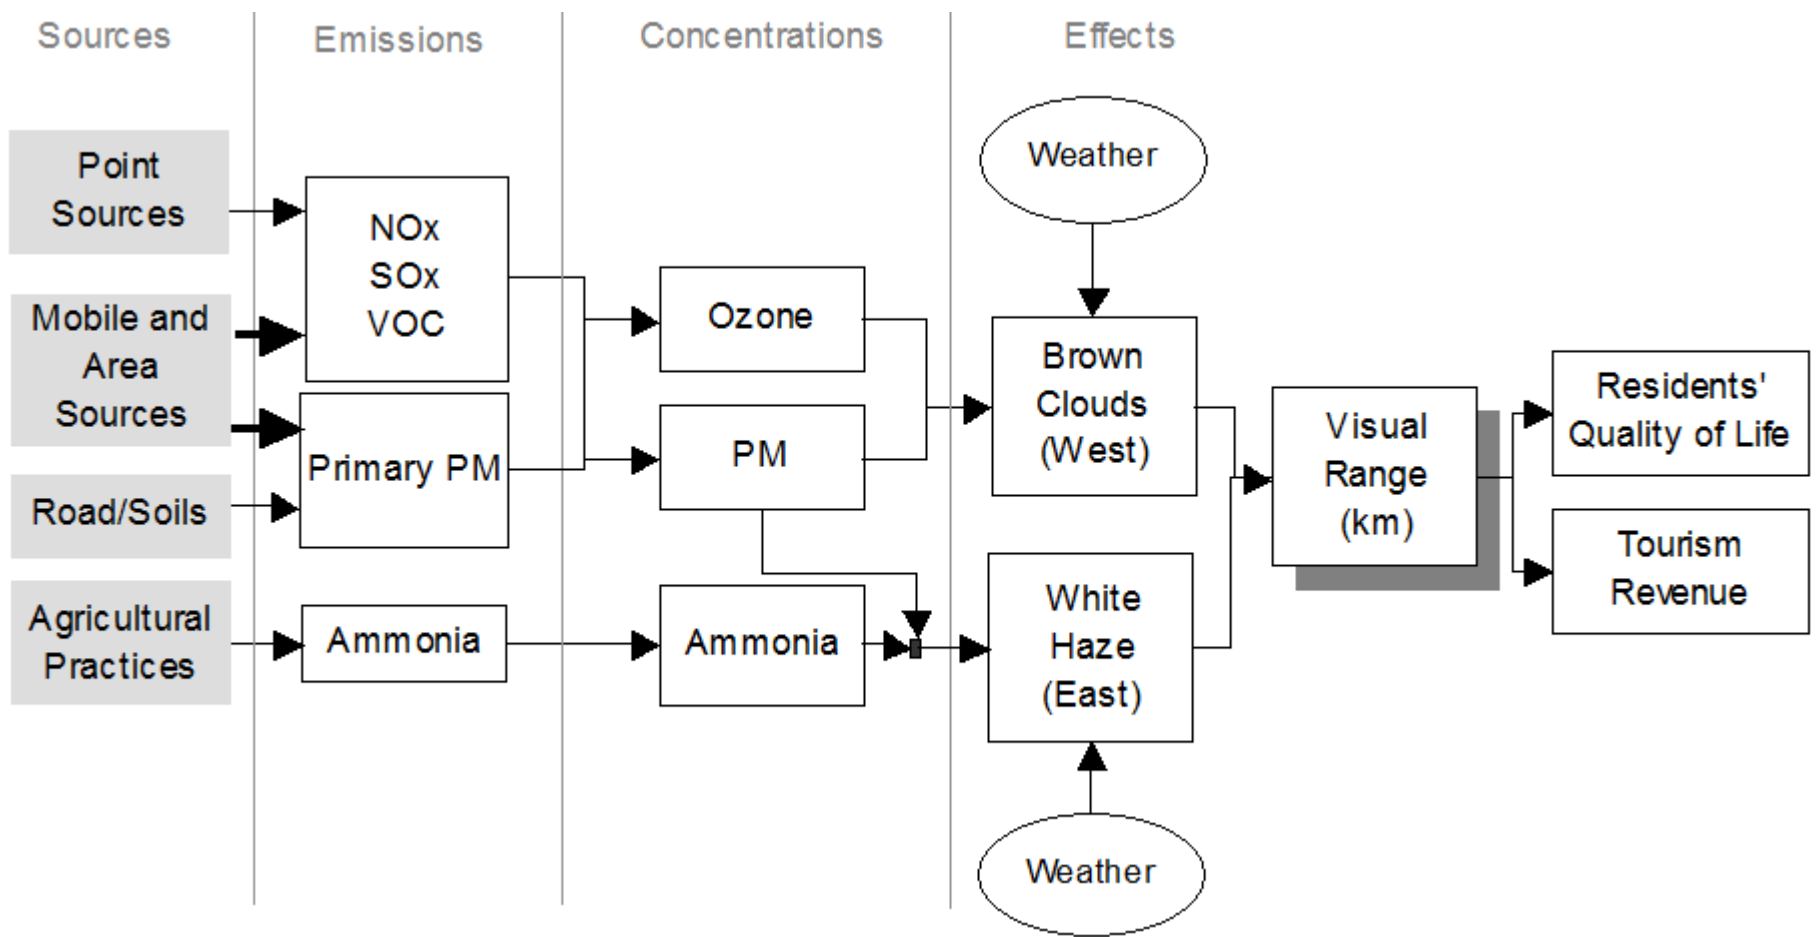 Sources
Emissions
Concentrations
Effects
Point
Sources
Mobile and
Area
Sources
Road/Soils
Agricultural
Practices
NOx
SOx
VOC
Primary PM
Ammonia
Ozone
PM
Ammonia
Weather
Brown
Clouds
(West)
White
Haze
(East)
Weather
Visual
Range
(km)
Residents'
Quality of Life
Tourism
Revenue